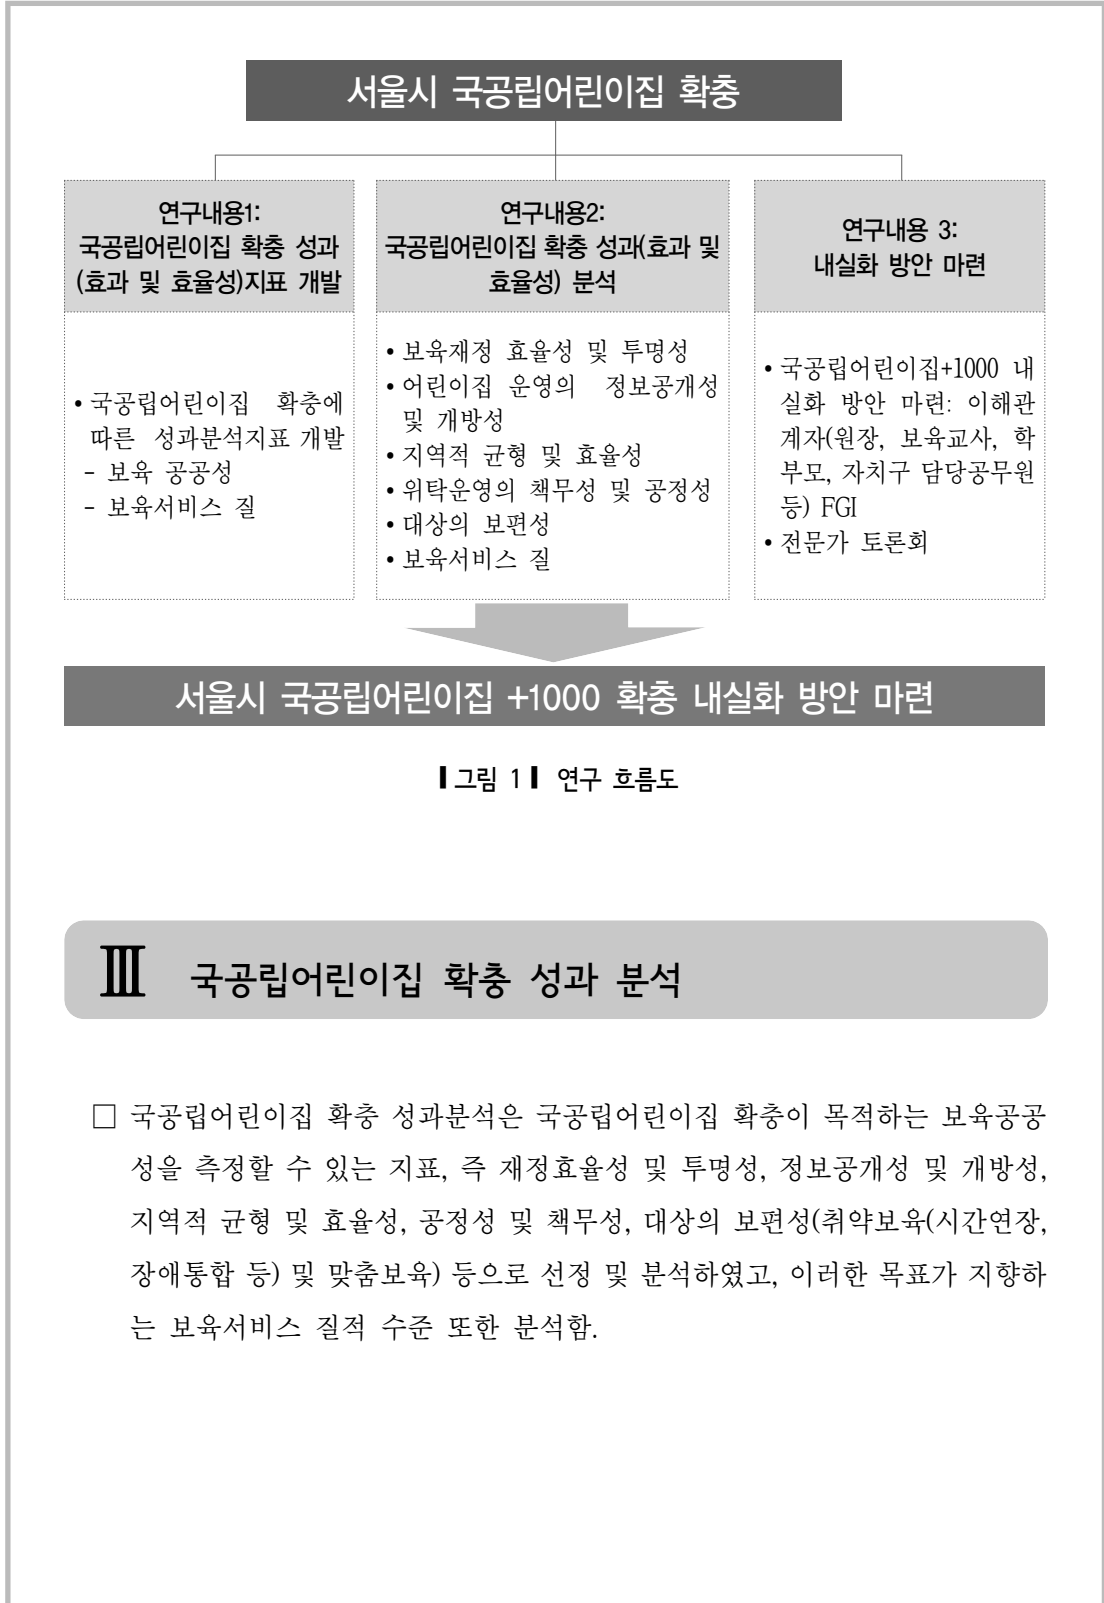 서울시 국공립어린이집 확충
연구내용1:
국공립어린이집 확충 성과
(효과 및 효율성)지표 개발
• 국공립어린이집 확충에
따른 성과분석지표 개발
- 보육 공공성
- 보육서비스 질
연구내용2:
국공립어린이집 확충 성과(효과 및
효율성) 분석
• 보육재정 효율성 및 투명성
• 어린이집 운영의 정보공개성
및 개방성
• 지역적 균형 및 효율성
• 위탁운영의 책무성 및 공정성
• 대상의 보편성
• 보육서비스 질
연구내용 3:
내실화 방안 마련
• 국공립어린이집+1000 내
실화 방안 마련: 이해관
계자(원장, 보육교사, 학
부모, 자치구 담당공무원
등) FGI
• 전문가 토론회
서울시 국공립어린이집 +1000 확충 내실화 방안 마련
▌그림 1▐ 연구 흐름도
Ⅲ 국공립어린이집 확충 성과 분석
□ 국공립어린이집 확충 성과분석은 국공립어린이집 확충이 목적하는 보육공공
성을 측정할 수 있는 지표, 즉 재정효율성 및 투명성, 정보공개성 및 개방성,
지역적 균형 및 효율성, 공정성 및 책무성, 대상의 보편성(취약보육(시간연장,
장애통합 등) 및 맞춤보육) 등으로 선정 및 분석하였고, 이러한 목표가 지향하
는 보육서비스 질적 수준 또한 분석함.